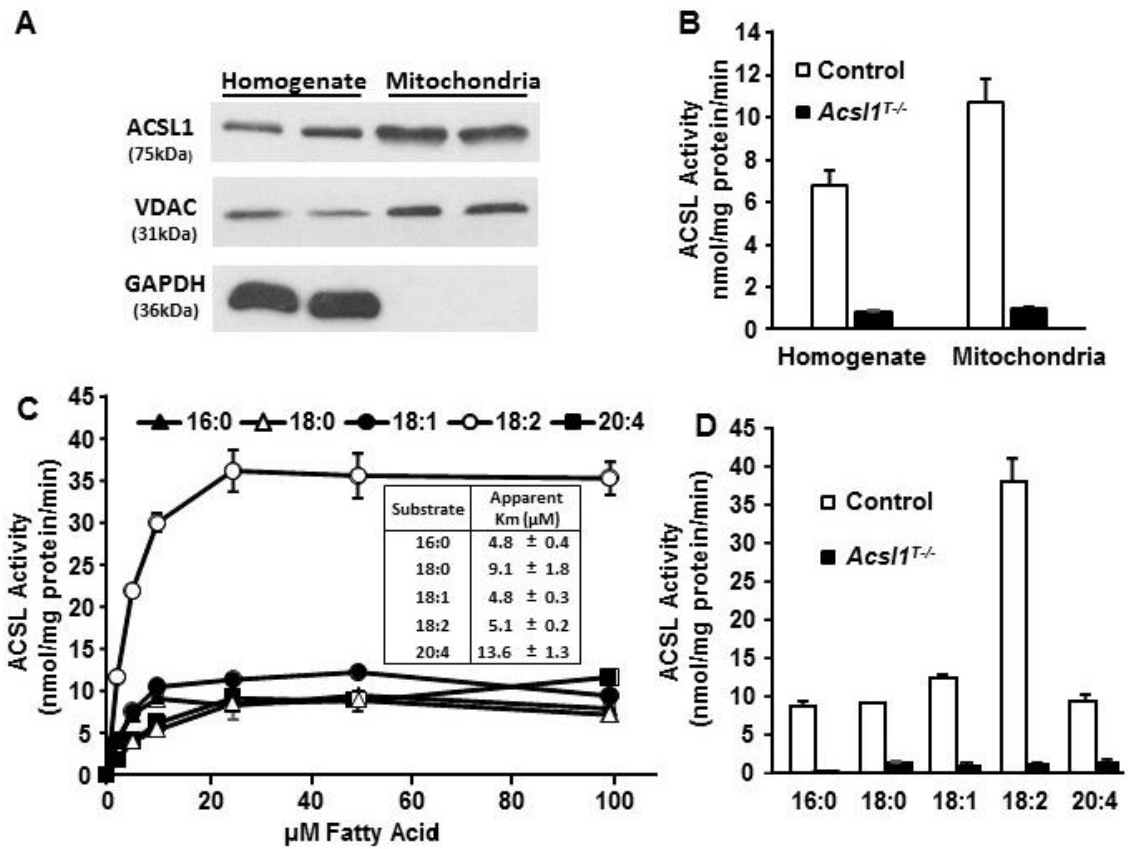 A
Homogenate Mitochondria
ACSL1
(75kDa)
VDAC
(31kDa)
GAPDH
(36kDa)
B
ACSL Activity
nmol/mg protein/min
14
12
10
8
6
4
2
0
Control
Acsl1T-/-
Homogenate Mitochondria
C
ACSL Activity
(nmol/mg protein/min)
45
40
35
30
25
20
15
10
5
0
16:0 18:0 18:1 18:2 20:4
Substrate Apparent
Km (µM)
16:0 4.8 ± 0.4
18:0 9.1 ± 1.8
18:1 4.8 ± 0.3
18:2 5.1 ± 0.2
20:4 13.6 ± 1.3
0 20 40 60 80 100
µM Fatty Acid
D
ACSL Activity
(nmol/mg protein/min)
45
40
35
30
25
20
15
10
5
0
Control
Acsl1T-/-
16:0 18:0 18:1 18:2 20:4